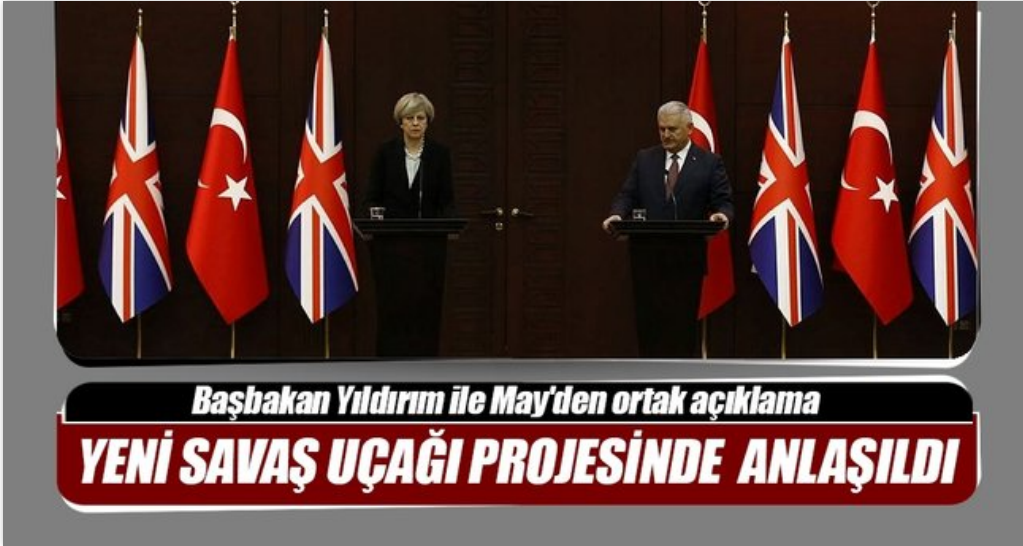 Başbakan Yıldırım ile May'den ortak açıklama
YENİ SAVAŞ UÇAĞI PROJESİNDE ANLAŞILDI